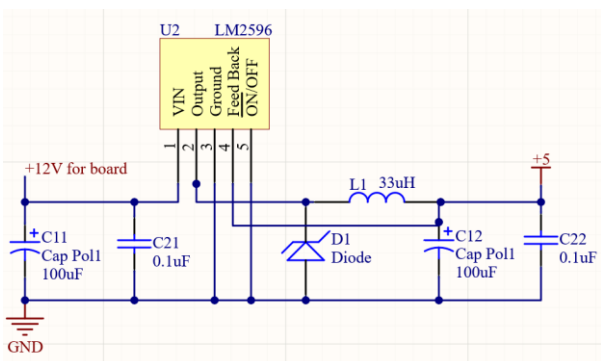 U2 LM2596
VIN
Output
Ground
Feed Back
ON/OFF
1
2
3
4
5
+12V for board
+5
L1 33uH
C11
Cap Pol1
100uF
C21
0.1uF
D1
Diode
C12
Cap Pol1
100uF
C22
0.1uF
GND